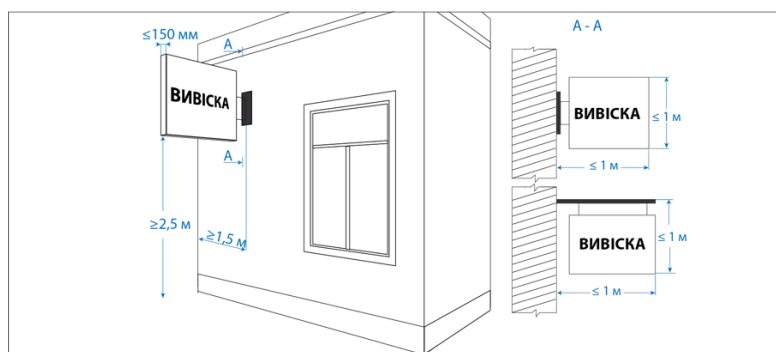 ≤150 мм
А
ВИВІСКА
А
≥2,5 м
≥1,5 м
А - А
ВИВІСКА
≤ 1 м
≤ 1 м
ВИВІСКА
≤ 1 м
≤ 1 м